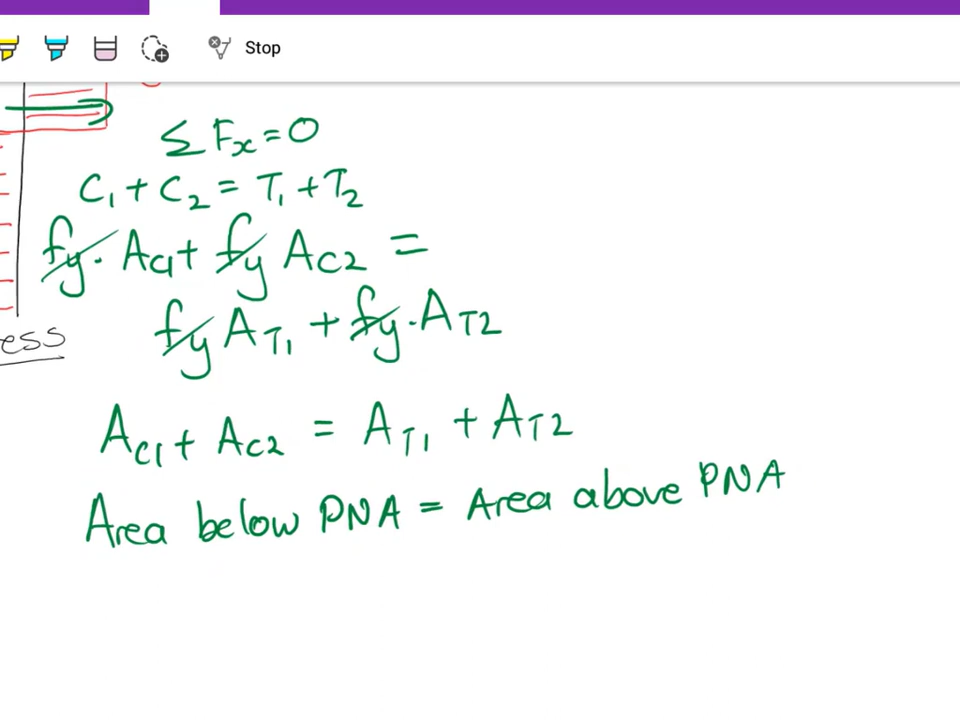 Stop
Σ Fx = 0
C1 + C2 = T1 + T2
ess
fy · AC1 + fy AC2 =
fy AT1 + fy · AT2
AC1 + AC2 = AT1 + AT2
Area below PNA = Area above PNA